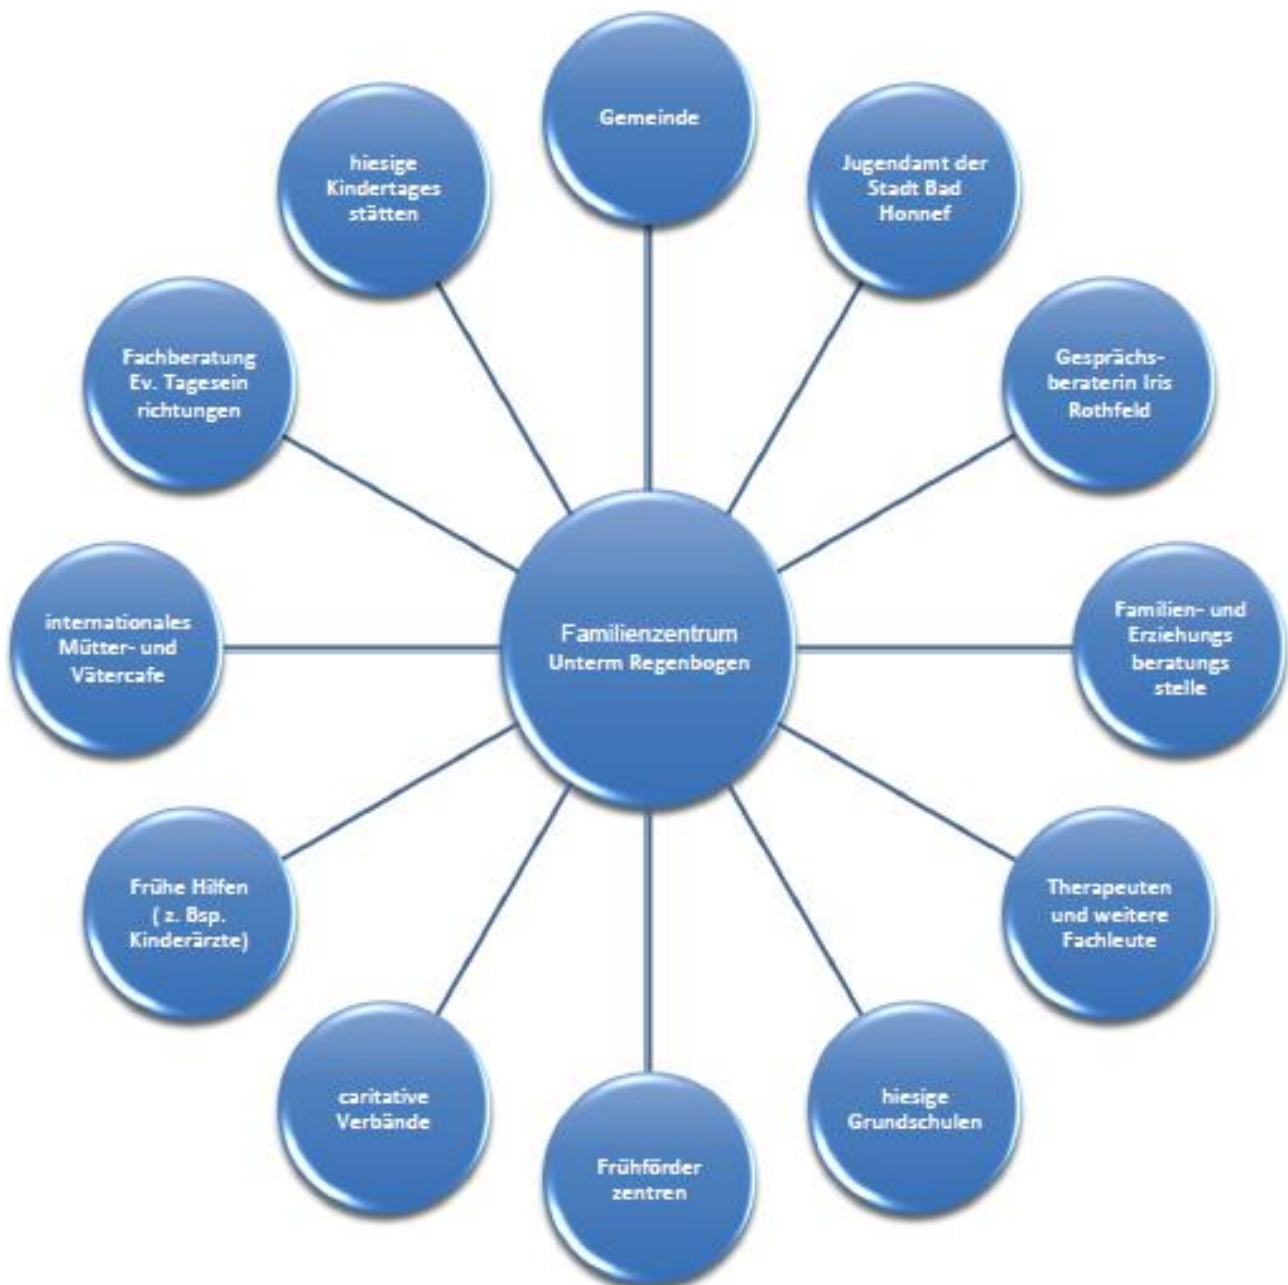 Gemeinde
Jugendamt der
Stadt Bad
Honnef
Gesprächs-
beraterin Iris
Rothfeld
Familien- und
Erziehungs
beratungs
stelle
Therapeuten
und weitere
Fachleute
hiesige
Grundschulen
Frühförder
zentren
caritative
Verbände
Frühe Hilfen
( z. Bsp.
Kinderärzte)
internationales
Mütter- und
Vätercafe
Fachberatung
Ev. Tagesein
richtungen
hiesige
Kindertages
stätten
Familienzentrum
Unterm Regenbogen